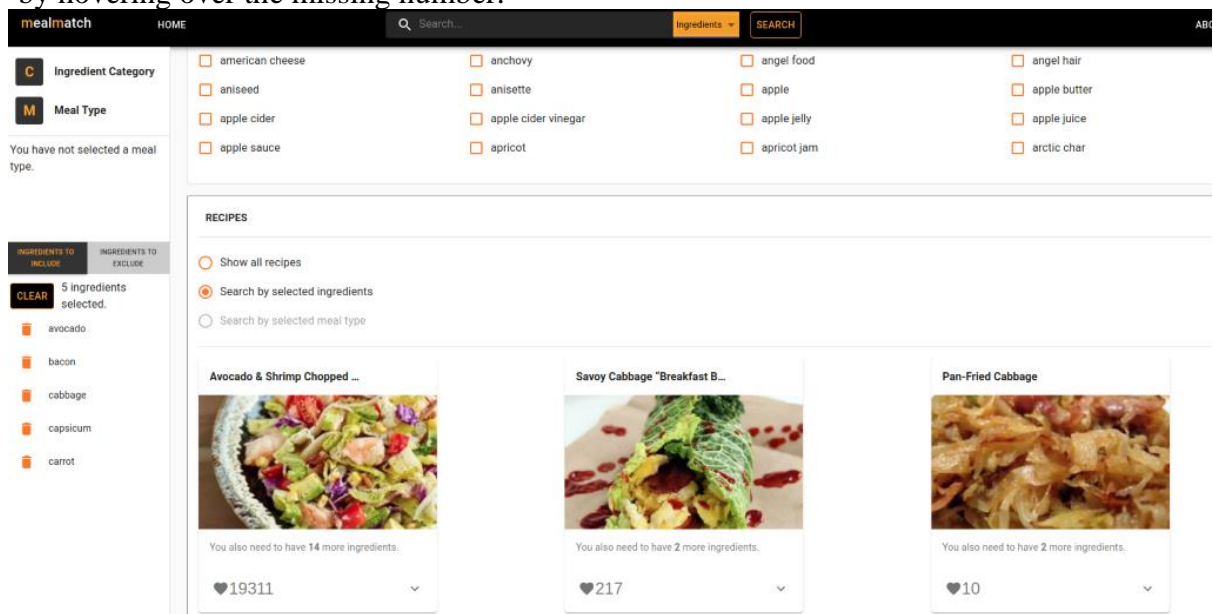 by hovering over the missing number.
mealmatch HOME Search... Ingredients SEARCH
C Ingredient Category
M Meal Type
You have not selected a meal
type.
american cheese anchovy angel food angel hair
aniseed anisette apple apple butter
apple cider apple cider vinegar apple jelly apple juice
apple sauce apricot apricot jam arctic char
INGREDIENTS TO
INCLUDE
INGREDIENTS TO
EXCLUDE
CLEAR
5 ingredients
selected.
avocado
bacon
cabbage
capsicum
carrot
RECIPES
Show all recipes
Search by selected ingredients
Search by selected meal type
Avocado & Shrimp Chopped ...
You also need to have 14 more ingredients.
19311
Savoy Cabbage "Breakfast B...
You also need to have 2 more ingredients.
217
Pan-Fried Cabbage
You also need to have 2 more ingredients.
10